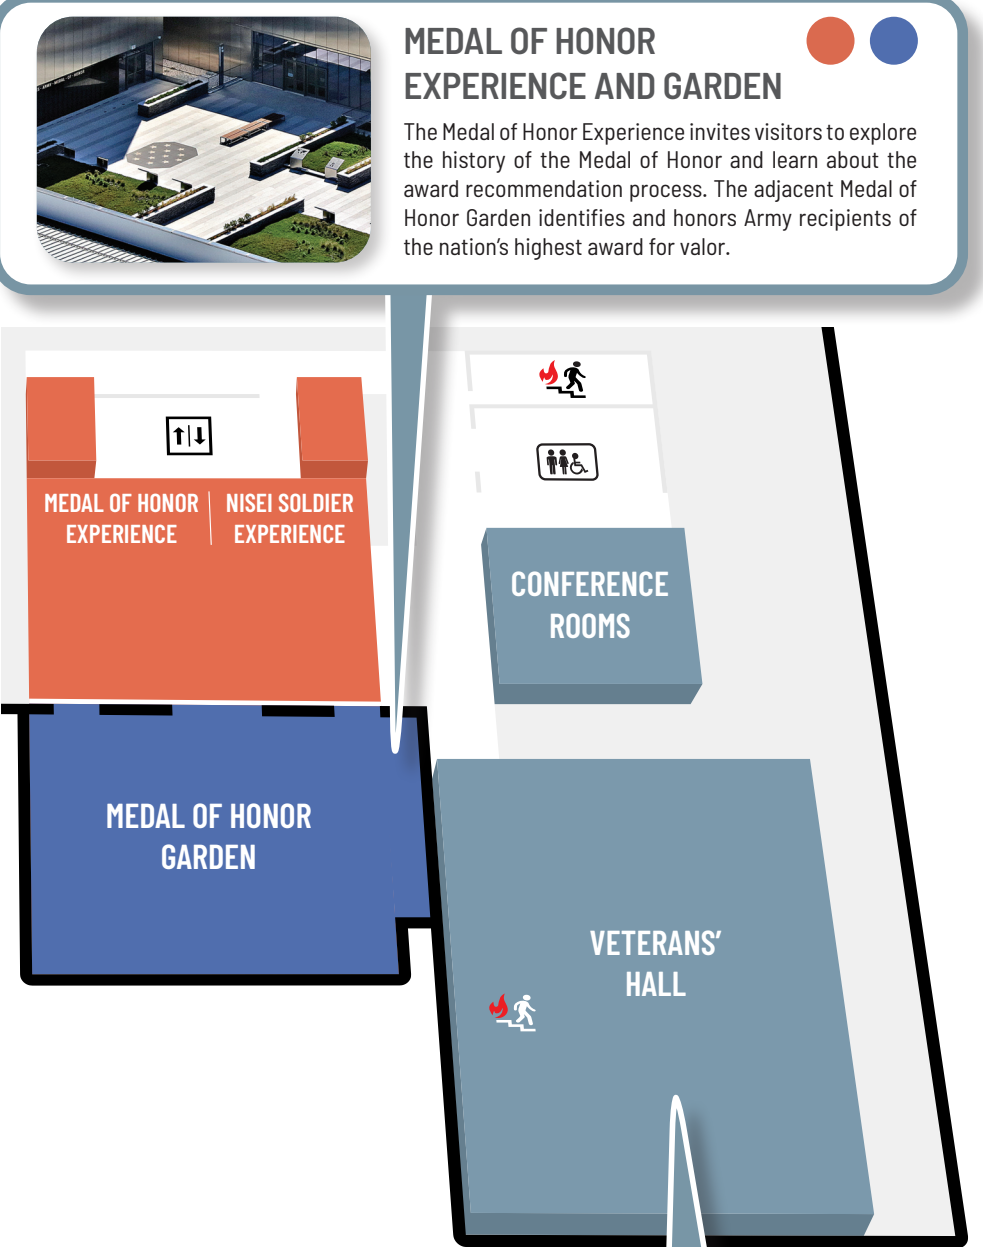 MEDAL OF HONOR
EXPERIENCE AND GARDEN
The Medal of Honor Experience invites visitors to explore
the history of the Medal of Honor and learn about the
award recommendation process. The adjacent Medal of
Honor Garden identifies and honors Army recipients of
the nation's highest award for valor.
MEDAL OF HONOR
EXPERIENCE
NISEI SOLDIER
EXPERIENCE
CONFERENCE
ROOMS
MEDAL OF HONOR
GARDEN
VETERANS’
HALL